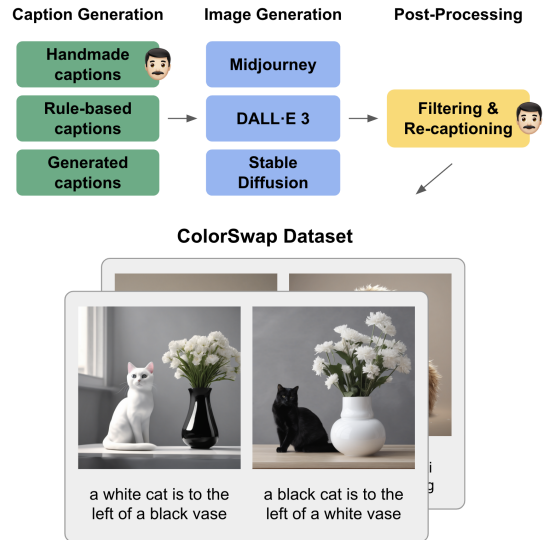 Caption Generation
Image Generation
Post-Processing
Handmade
captions
Rule-based
captions
Generated
captions
Midjourney
DALL·E 3
Stable
Diffusion
Filtering &
Re-captioning
ColorSwap Dataset
a white cat is to the
left of a black vase
a black cat is to the
left of a white vase
i
g